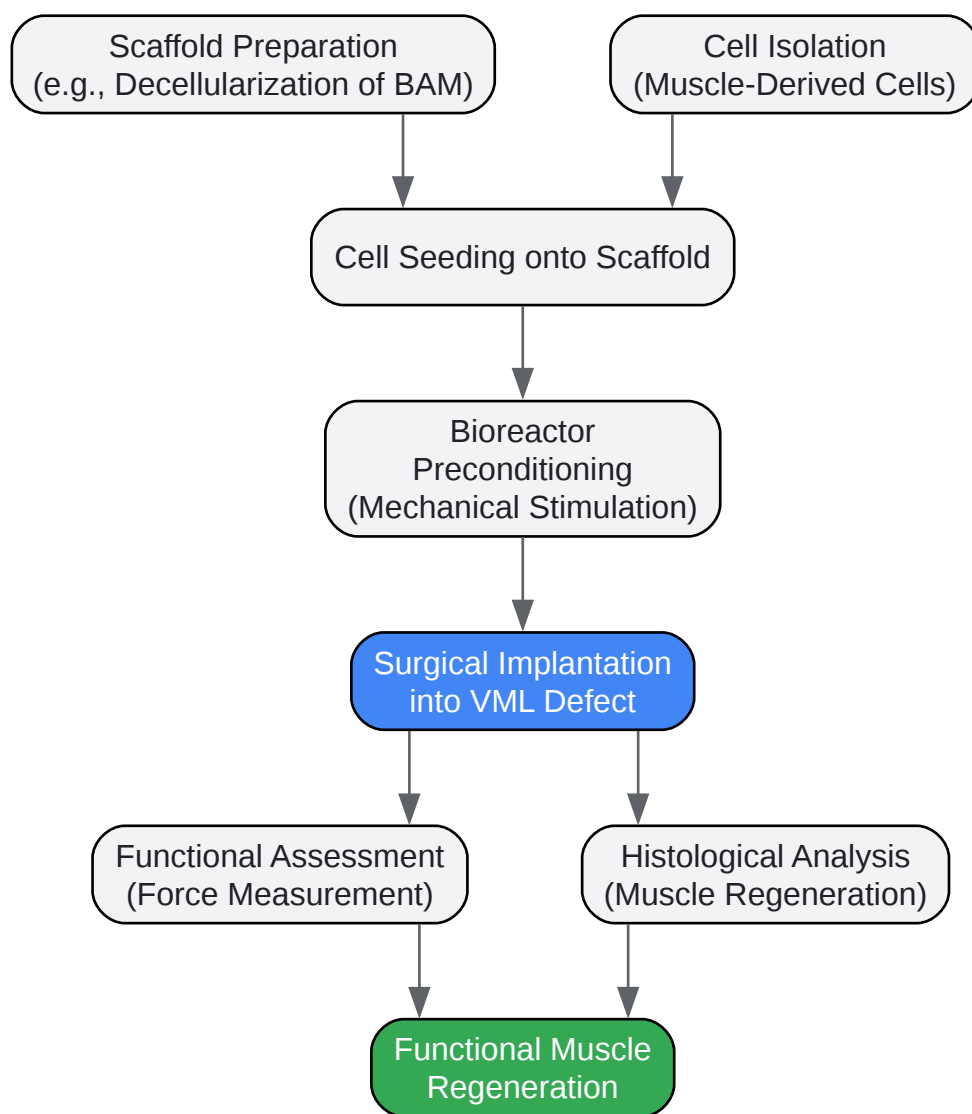 Scaffold Preparation
(e.g., Decellularization of BAM)
Cell Isolation
(Muscle-Derived Cells)
Cell Seeding onto Scaffold
Bioreactor
Preconditioning
(Mechanical Stimulation)
Surgical Implantation
into VML Defect
Functional Assessment
(Force Measurement)
Histological Analysis
(Muscle Regeneration)
Functional Muscle
Regeneration